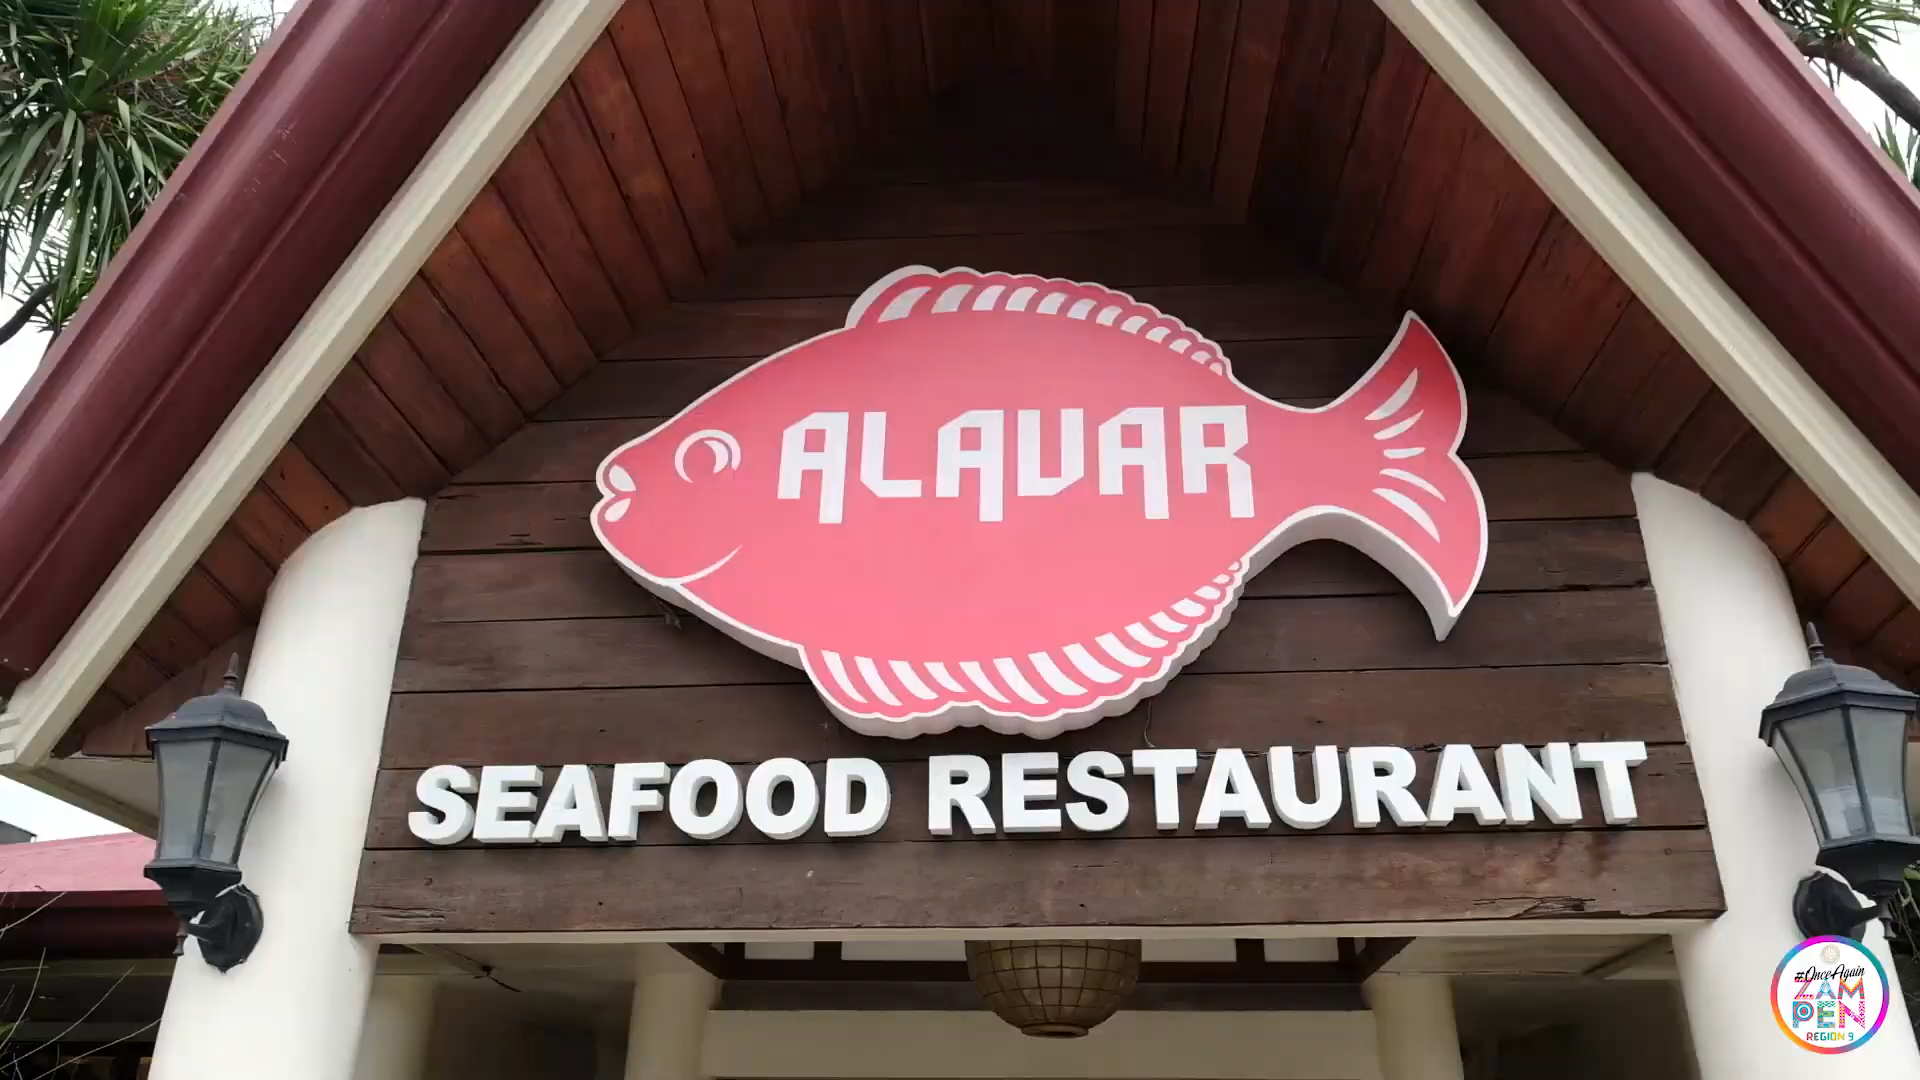 ALAVAR
SEAFOOD RESTAURANT
#OnceAgain
ZAM
PEN
REGION 9